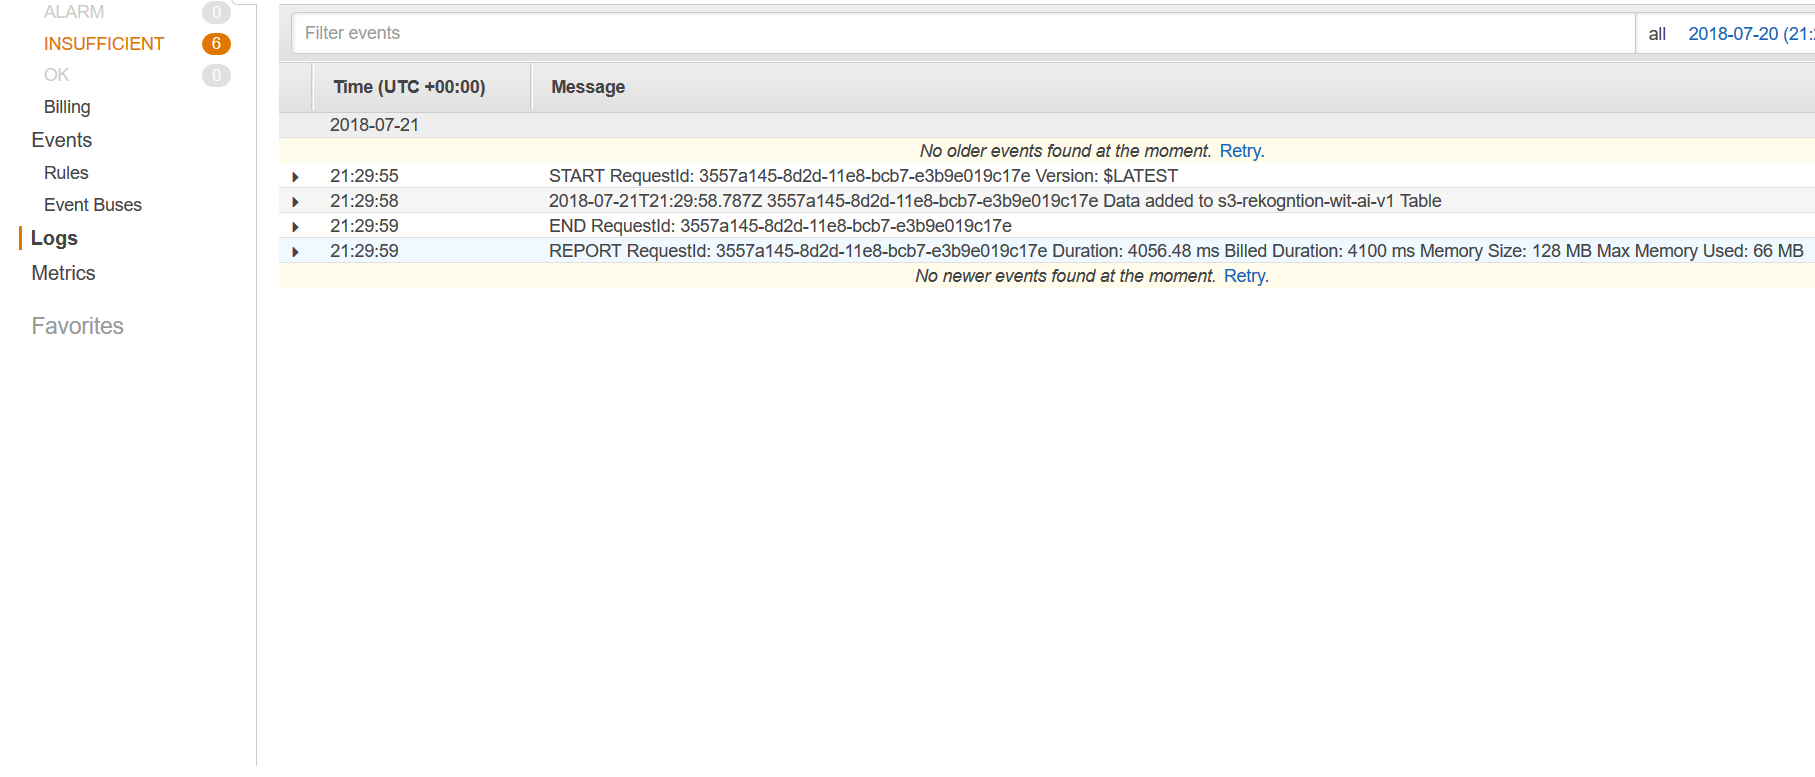 ALARM 0
INSUFFICIENT 6
OK 0
Billing
Events
Rules
Event Buses
Logs
Metrics
Favorites
Filter events
all 2018-07-20 (21:
Time (UTC +00:00) Message
2018-07-21
No older events found at the moment. Retry.
21:29:55 START RequestId: 3557a145-8d2d-11e8-bcb7-e3b9e019c17e Version: $LATEST
21:29:58 2018-07-21T21:29:58.787Z 3557a145-8d2d-11e8-bcb7-e3b9e019c17e Data added to s3-rekogntion-wit-ai-v1 Table
21:29:59 END RequestId: 3557a145-8d2d-11e8-bcb7-e3b9e019c17e
21:29:59 REPORT RequestId: 3557a145-8d2d-11e8-bcb7-e3b9e019c17e Duration: 4056.48 ms Billed Duration: 4100 ms Memory Size: 128 MB Max Memory Used: 66 MB
No newer events found at the moment. Retry.